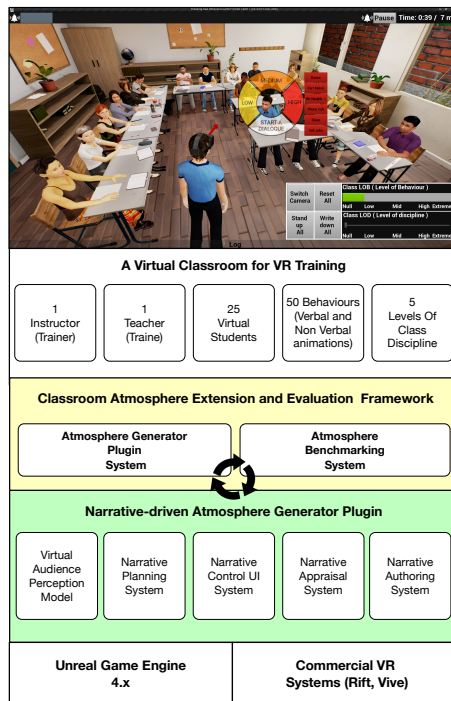 Pause Time: 0:39 / 7 m
MEDIUM
LOW
HIGH
START A
DIALOGUE
Switch
Camera
Reset
All
Stand
up
All
Write
down
All
Class LOB ( Level of Behaviour )
Null Low Mid High Extreme
Class LOD ( Level of discipline )
Null Low Mid High Extreme
Log
A Virtual Classroom for VR Training
1
Instructor
(Trainer)
1
Teacher
(Traine)
25
Virtual
Students
50 Behaviours
(Verbal and
Non Verbal
animations)
5
Levels Of
Class
Discipline
Classroom Atmosphere Extension and Evaluation Framework
Atmosphere Generator
Plugin
System
Atmosphere
Benchmarking
System
Narrative-driven Atmosphere Generator Plugin
Virtual
Audience
Perception
Model
Narrative
Planning
System
Narrative
Control UI
System
Narrative
Appraisal
System
Narrative
Authoring
System
Unreal Game Engine
4.x
Commercial VR
Systems (Rift, Vive)